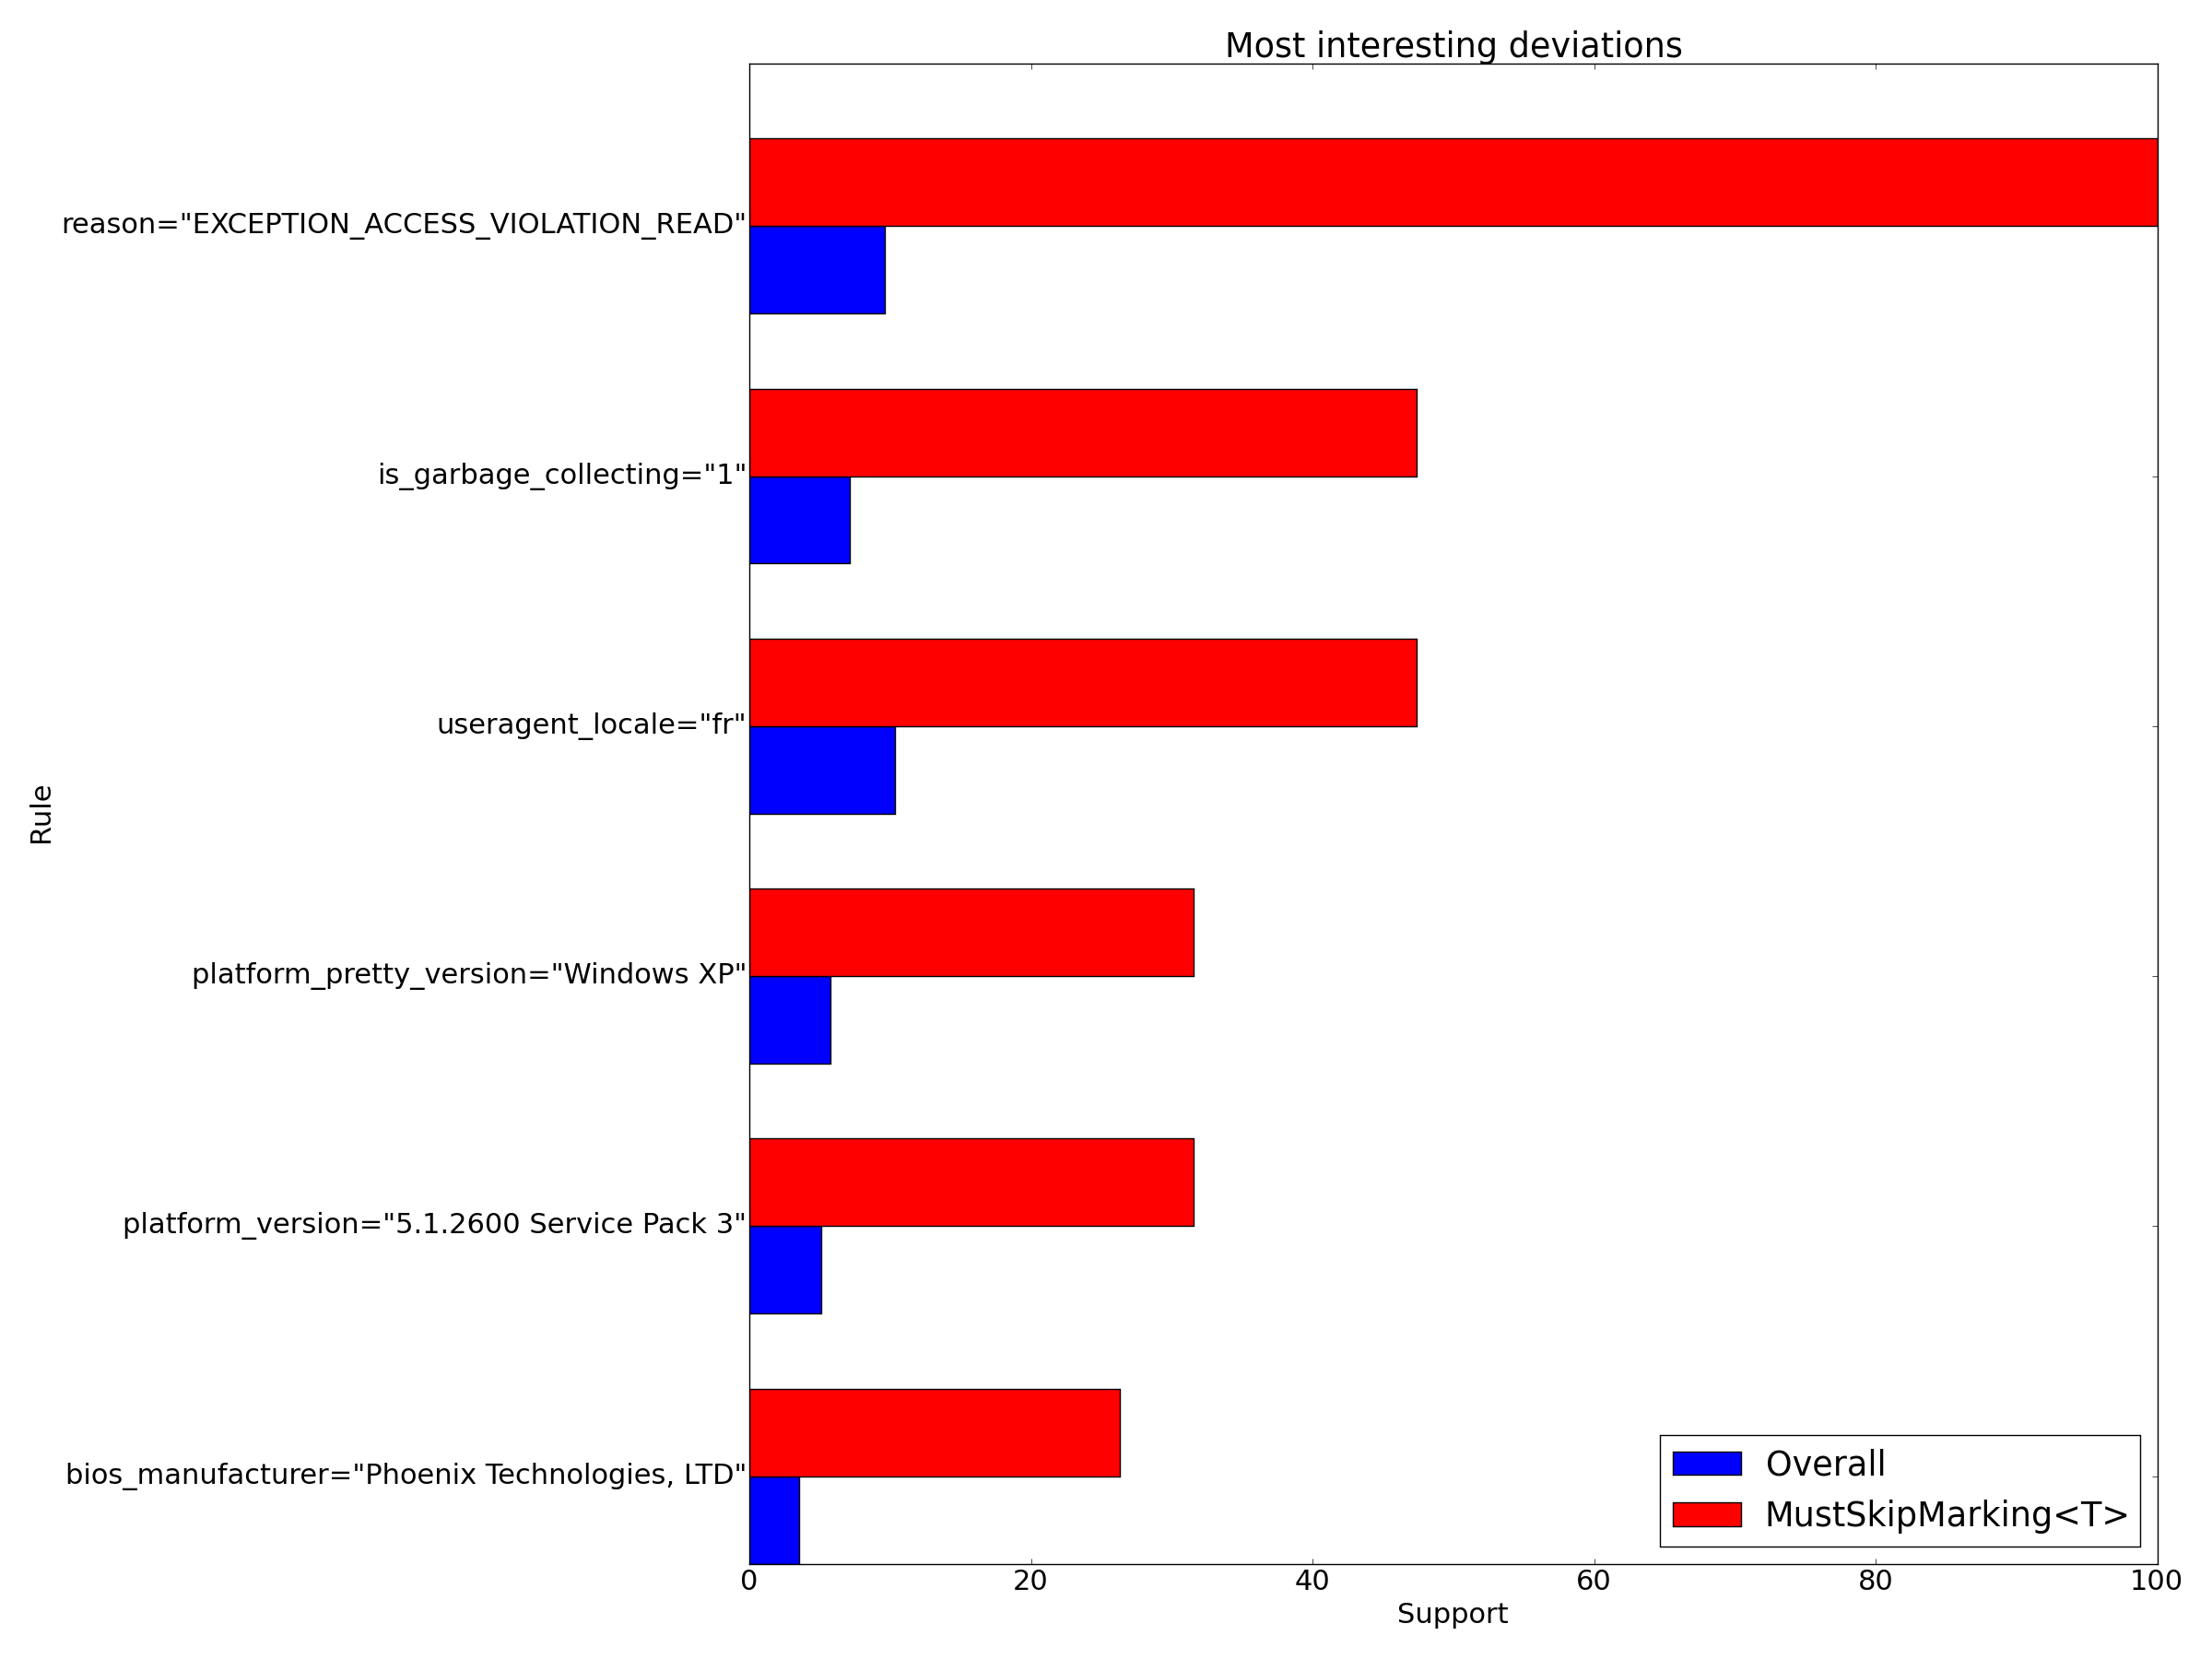 Most interesting deviations
reason="EXCEPTION_ACCESS_VIOLATION_READ"
is_garbage_collecting="1"
useragent_locale="fr"
Rule
platform_pretty_version="Windows XP"
platform_version="5.1.2600 Service Pack 3"
bios_manufacturer="Phoenix Technologies, LTD"
Overall
MustSkipMarking<T>
0 20 40 60 80 100
Support